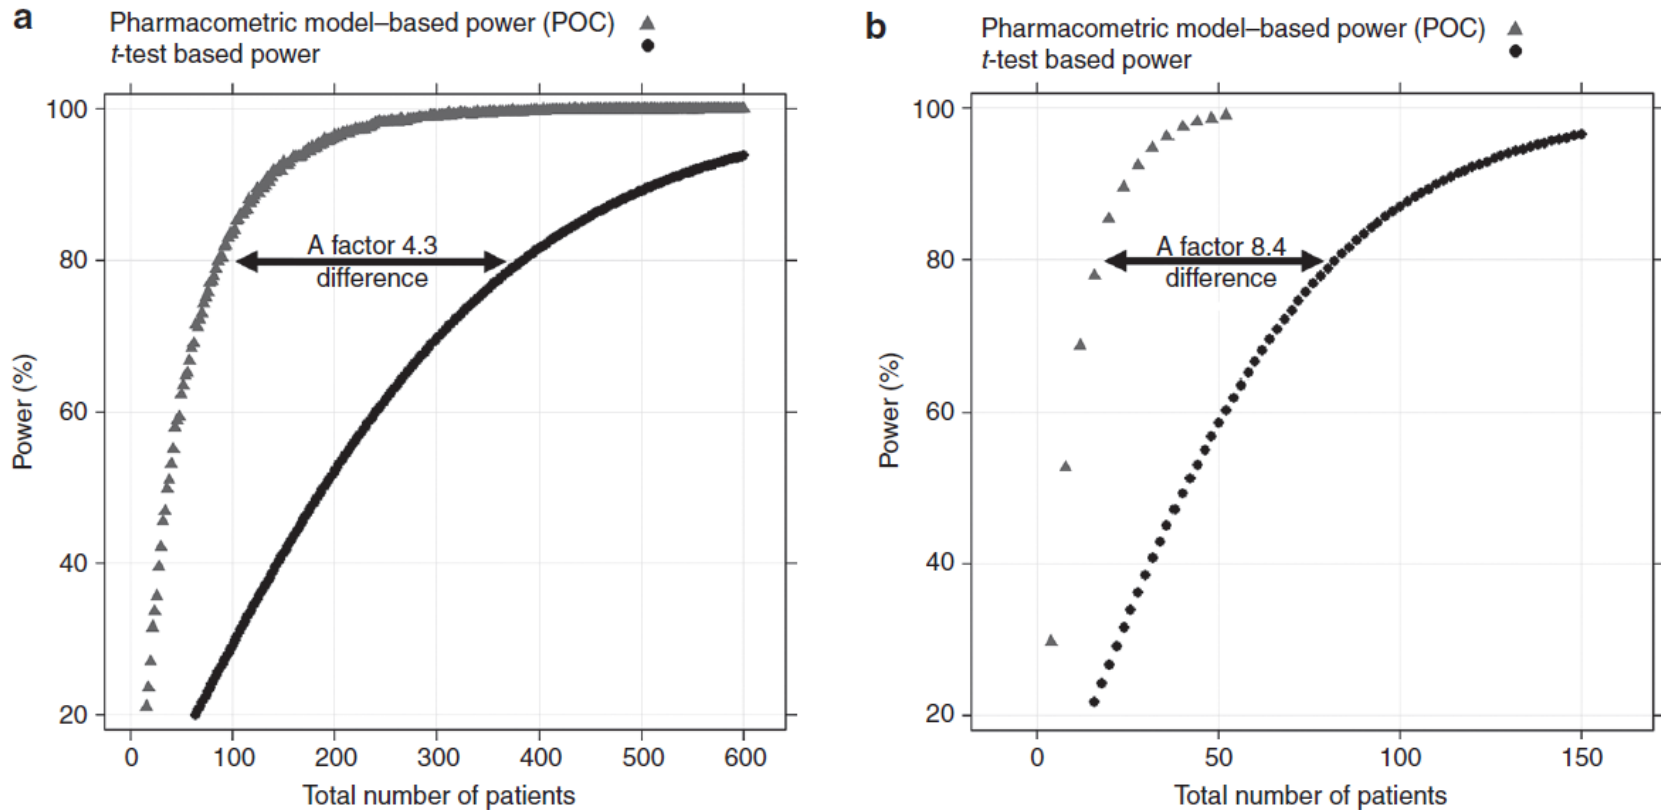 a
Pharmacometric model–based power (POC)
t-test based power
100
80
60
40
20
Power (%)
A factor 4.3
difference
0 100 200 300 400 500 600
Total number of patients
b
Pharmacometric model–based power (POC)
t-test based power
100
80
60
40
20
Power (%)
A factor 8.4
difference
0 50 100 150
Total number of patients